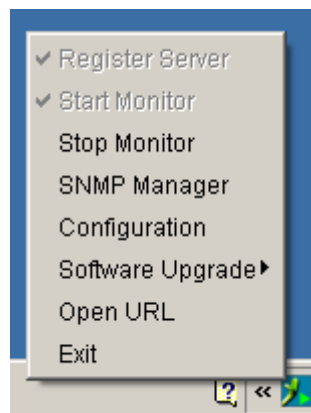 Register Server
Start Monitor
Stop Monitor
SNMP Manager
Configuration
Software Upgrade
Open URL
Exit